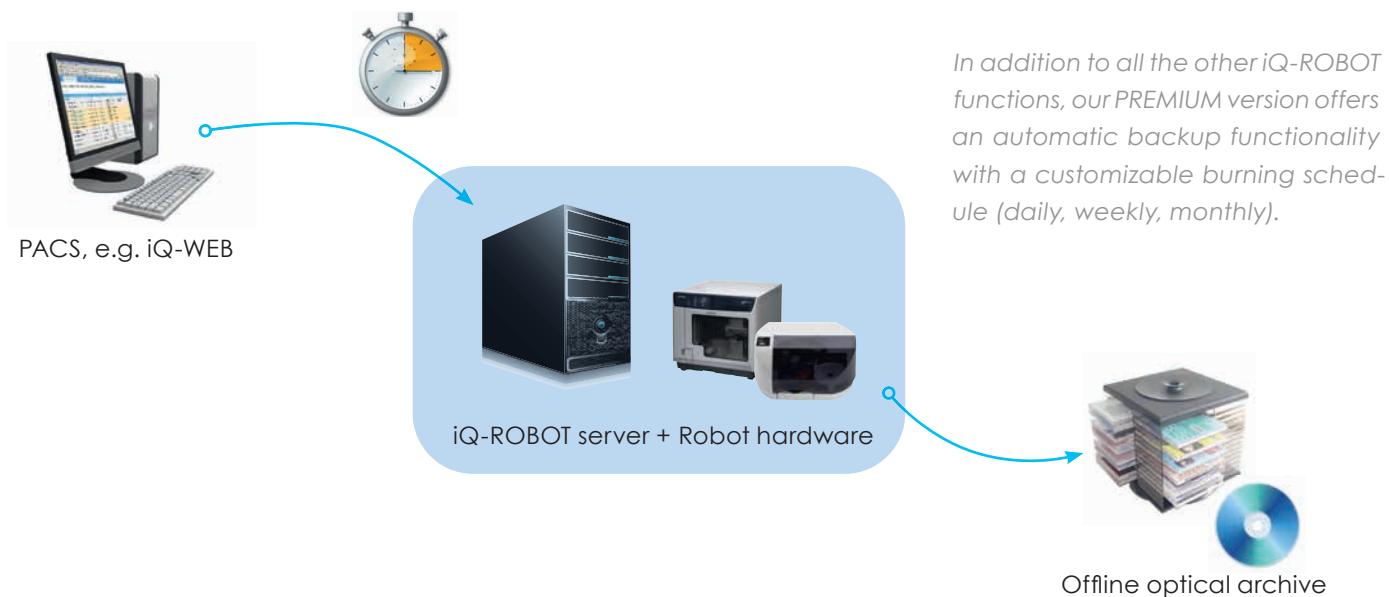 In addition to all the other iQ-ROBOT
functions, our PREMIUM version offers
an automatic backup functionality
with a customizable burning sched-
ule (daily, weekly, monthly).
PACS, e.g. iQ-WEB
iQ-ROBOT server + Robot hardware
Offline optical archive